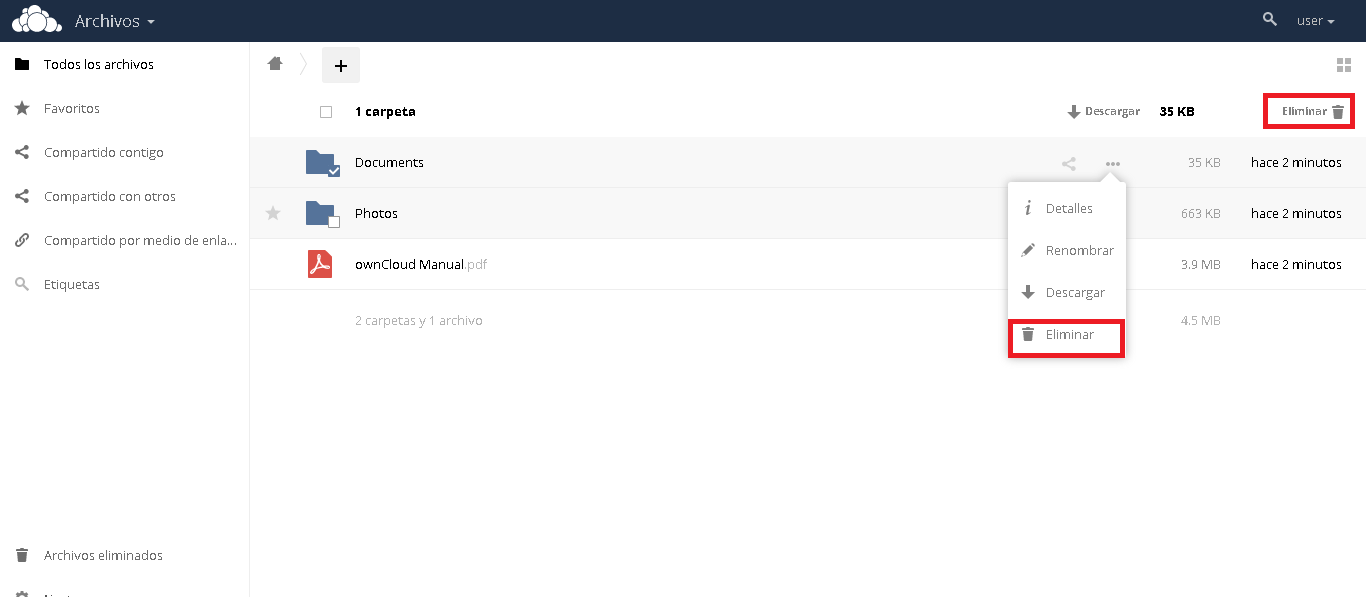 Archivos
user
Todos los archivos
Favoritos
Compartido contigo
Compartido con otros
Compartido por medio de enla...
Etiquetas
Archivos eliminados
+
1 carpeta
Descargar
35 KB
Eliminar
Documents
35 KB
hace 2 minutos
Photos
663 KB
hace 2 minutos
ownCloud Manual.pdf
3.9 MB
hace 2 minutos
2 carpetas y 1 archivo
4.5 MB
Detalles
Renombrar
Descargar
Eliminar